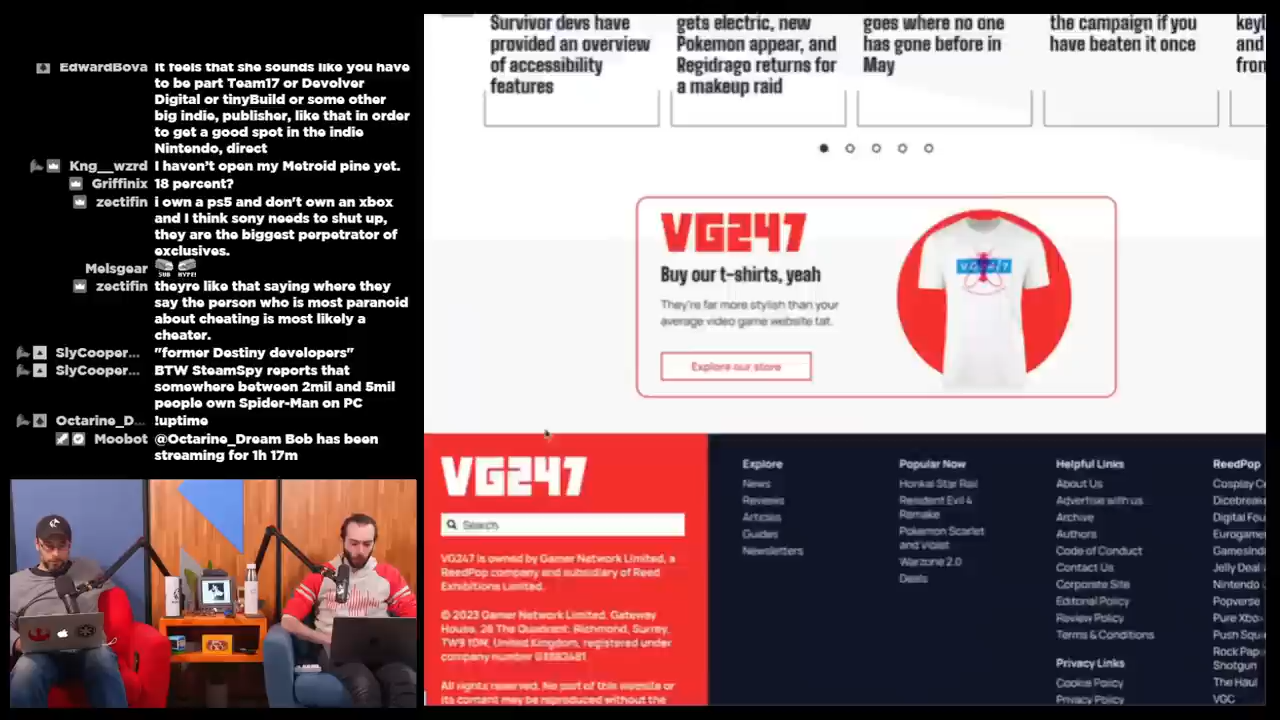 EdwardBova It feels that she sounds like you have
to be part Team17 or Devolver
Digital or tinyBuild or some other
big indie, publisher, like that in order
to get a good spot in the indie
Nintendo, direct
Kng__wzrd I haven't open my Metroid pine yet.
Griffinix 18 percent?
zectifin i own a ps5 and don't own an xbox
and I think sony needs to shut up,
they are the biggest perpetrator of
exclusives.
Melsgear SUB HYPE!
zectifin theyre like that saying where they
say the person who is most paranoid
about cheating is most likely a
cheater.
SlyCooper... "former Destiny developers"
SlyCooper... BTW SteamSpy reports that
somewhere between 2mil and 5mil
people own Spider-Man on PC
Octarine_D... !uptime
Moobot @Octarine_Dream Bob has been
streaming for 1h 17m
Survivor devs have
provided an overview
of accessibility
features
gets electric, new
Pokemon appear, and
Regidrago returns for
a makeup raid
goes where no one
has gone before in
May
the campaign if you
have beaten it once
keyl
and
from
VG247
Buy our t-shirts, yeah
They're far more stylish than your
average video game website tat.
Explore our store
VG247
VG247
Search
VG247 is owned by Gamer Network Limited, a
ReedPop company and subsidiary of Reed
Exhibitions Limited.
© 2023 Gamer Network Limited, Gateway
House, 28 The Quadrant, Richmond, Surrey,
TW9 1DN, United Kingdom, registered under
company number
All rights reserved. No part of this website or
its content may be reproduced without the
Explore
News
Reviews
Articles
Guides
Newsletters
Popular Now
Honkai Star Rail
Resident Evil 4
Remake
Pokemon Scarlet
and Violet
Warzone 2.0
Deals
Helpful Links
About Us
Advertise with us
Archive
Authors
Code of Conduct
Contact Us
Corporate Site
Editorial Policy
Review Policy
Terms & Conditions
Privacy Links
Cookie Policy
Privacy Policy
ReedPop
Cosplay C
Dicebreak
Digital Fou
Eurogame
GamesInd
Jelly Deal
Nintendo
Popverse
Pure Xbo
Push Squ
Rock Pap
Shotgun
The Haul
VGC